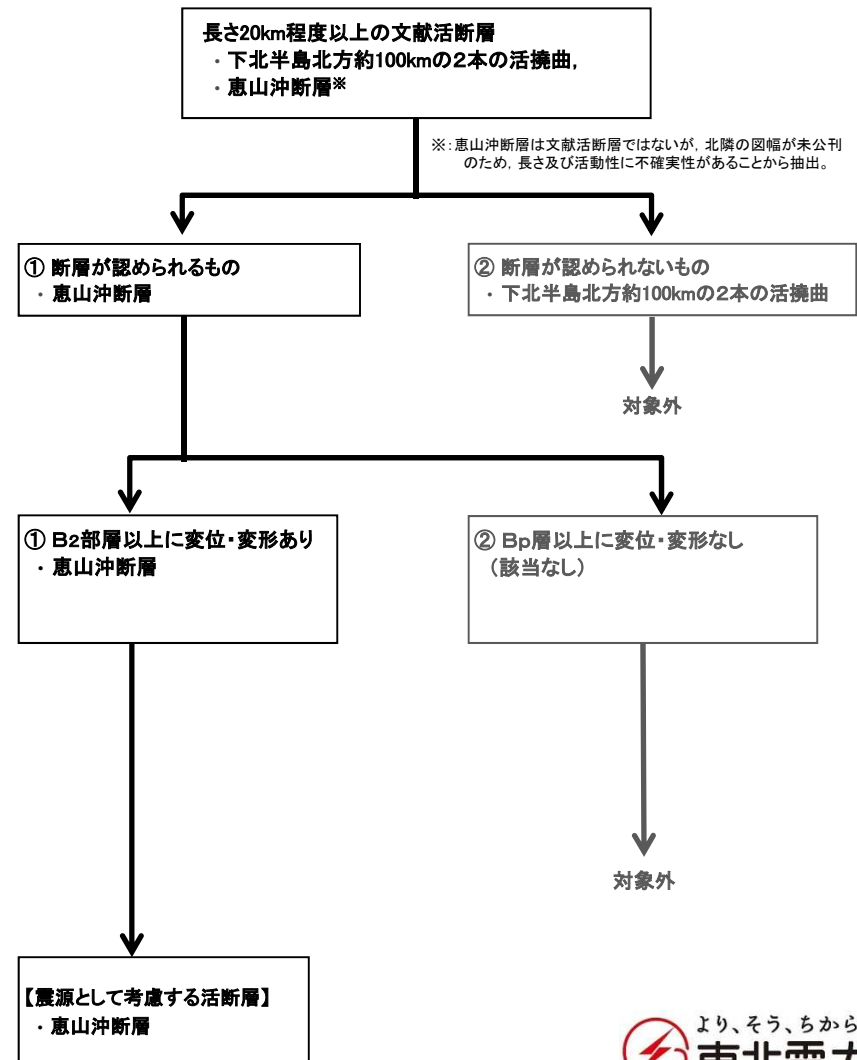 長さ20km程度以上の文献活断層
・下北半島北方約100kmの2本の活撓曲,
・恵山沖断層※
※:恵山沖断層は文献活断層ではないが, 北隣の図幅が未公刊
のため, 長さ及び活動性に不確実性があることから抽出。
① 断層が認められるもの
・恵山沖断層
② 断層が認められないもの
・下北半島北方約100kmの2本の活撓曲
対象外
① B2部層以上に変位・変形あり
・恵山沖断層
② Bp層以上に変位・変形なし
(該当なし)
対象外
【震源として考慮する活断層】
・恵山沖断層
より、そう、ちから
東北電力